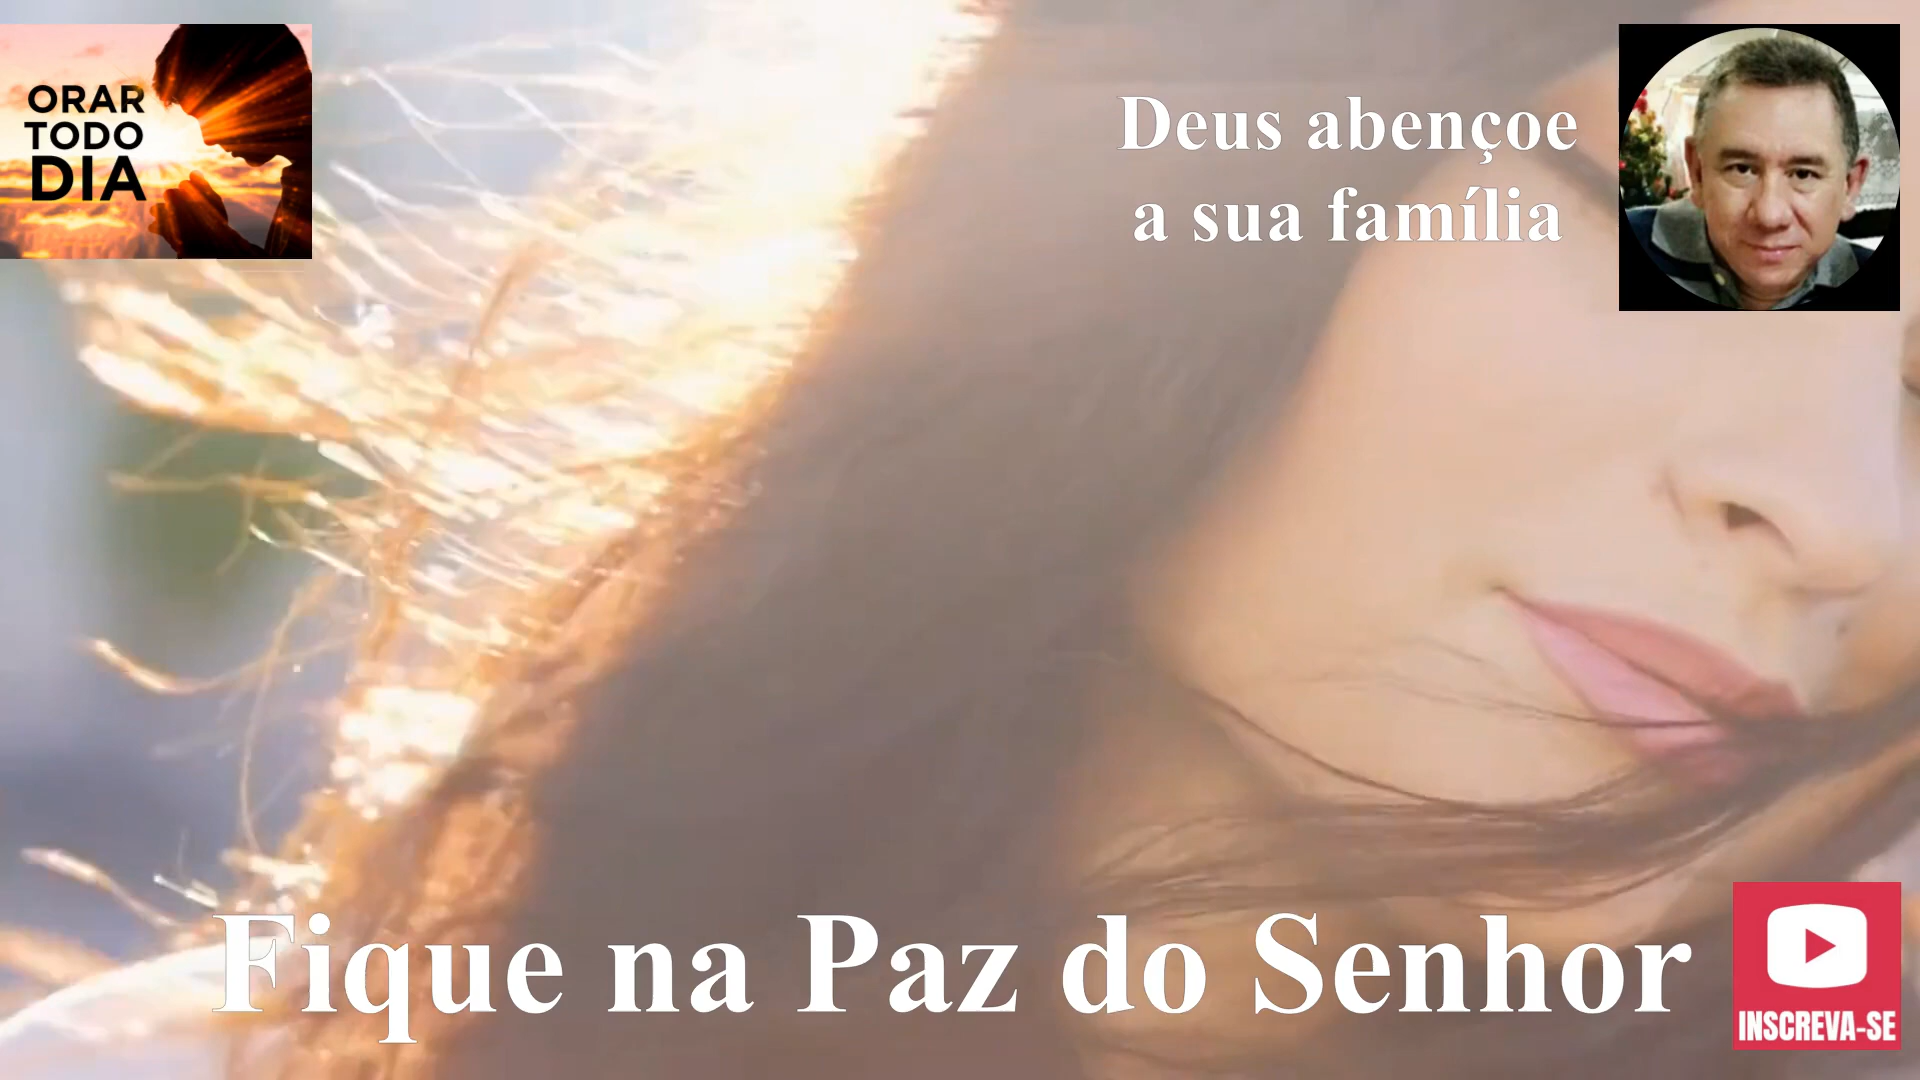 ORAR
TODO
DIA
Deus abençoe
a sua família
Fique na Paz do Senhor
INSCREVA-SE